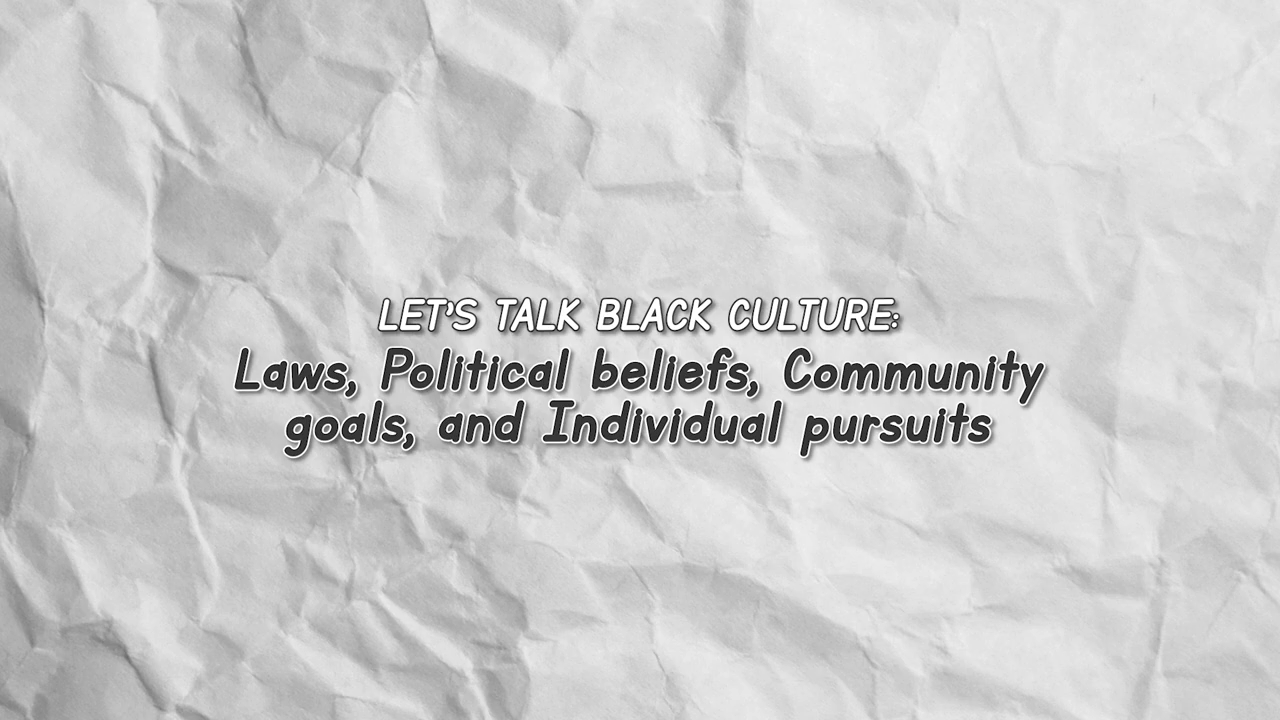 LET'S TALK BLACK CULTURE:
Laws, Political beliefs, Community
goals, and Individual pursuits